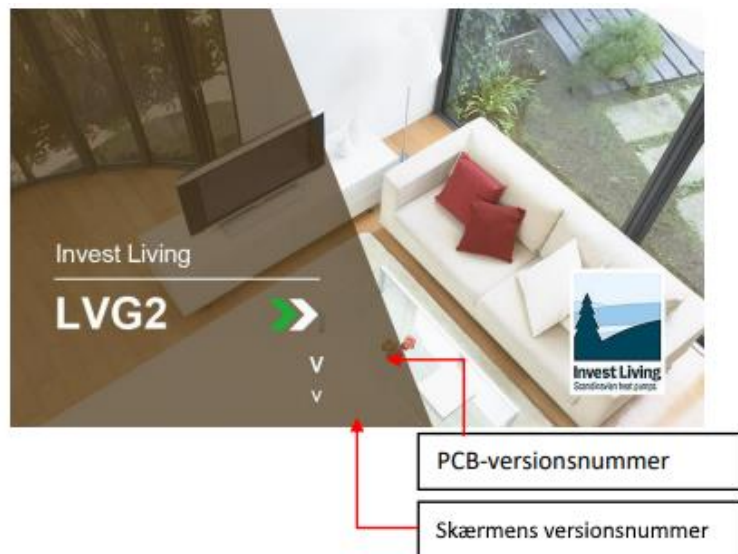 Invest Living
LVG2
V
v
Invest Living
Scandinavian heat pumps
PCB-versionsnummer
Skærmens versionsnummer